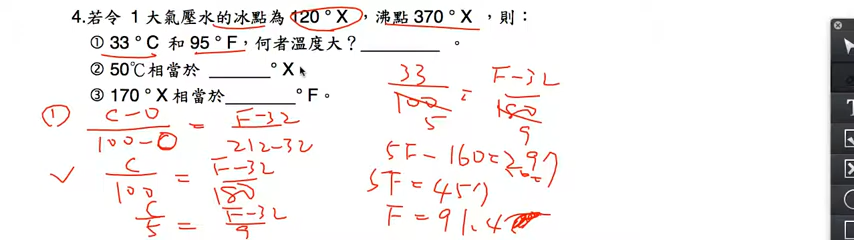 4.若令 1 大氣壓水的冰點為 120°X，沸點 370°X ，則：
① 33°C 和 95°F，何者溫度大？________ 。
② 50℃相當於 ______°X。
③ 170°X 相當於______°F。
① C-0/100-0 = F-32/212-32
✓ C/100 = F-32/180
C/5 = F-32/9
33/100 = F-32/180
5 9
5F-160=297
5F=457
F=91.4